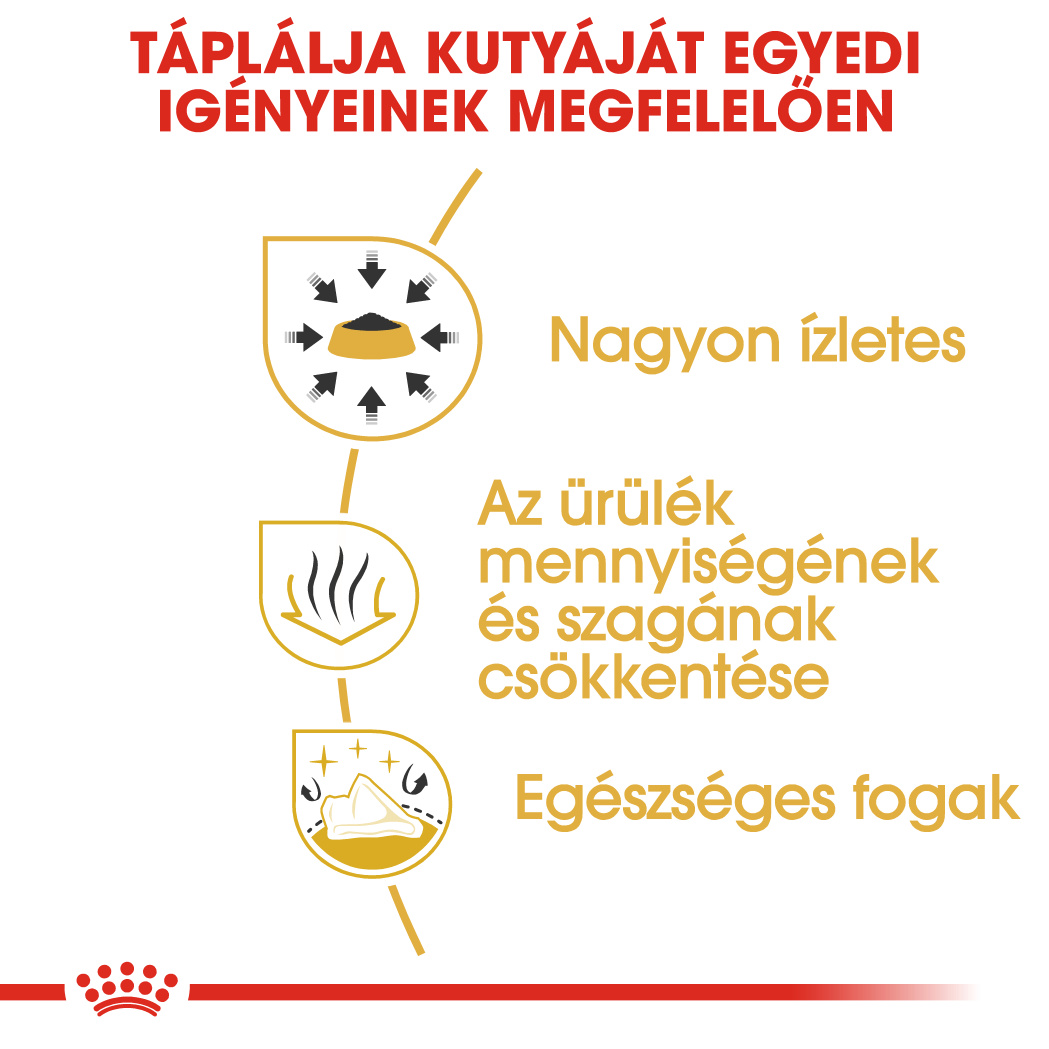 TÁPLÁLJA KUTYÁJÁT EGYEDI
IGÉNYEINEK MEGFELELŐEN
Nagyon ízletes
Az ürülék
mennyiségének
és szagának
csökkentése
Egészséges fogak